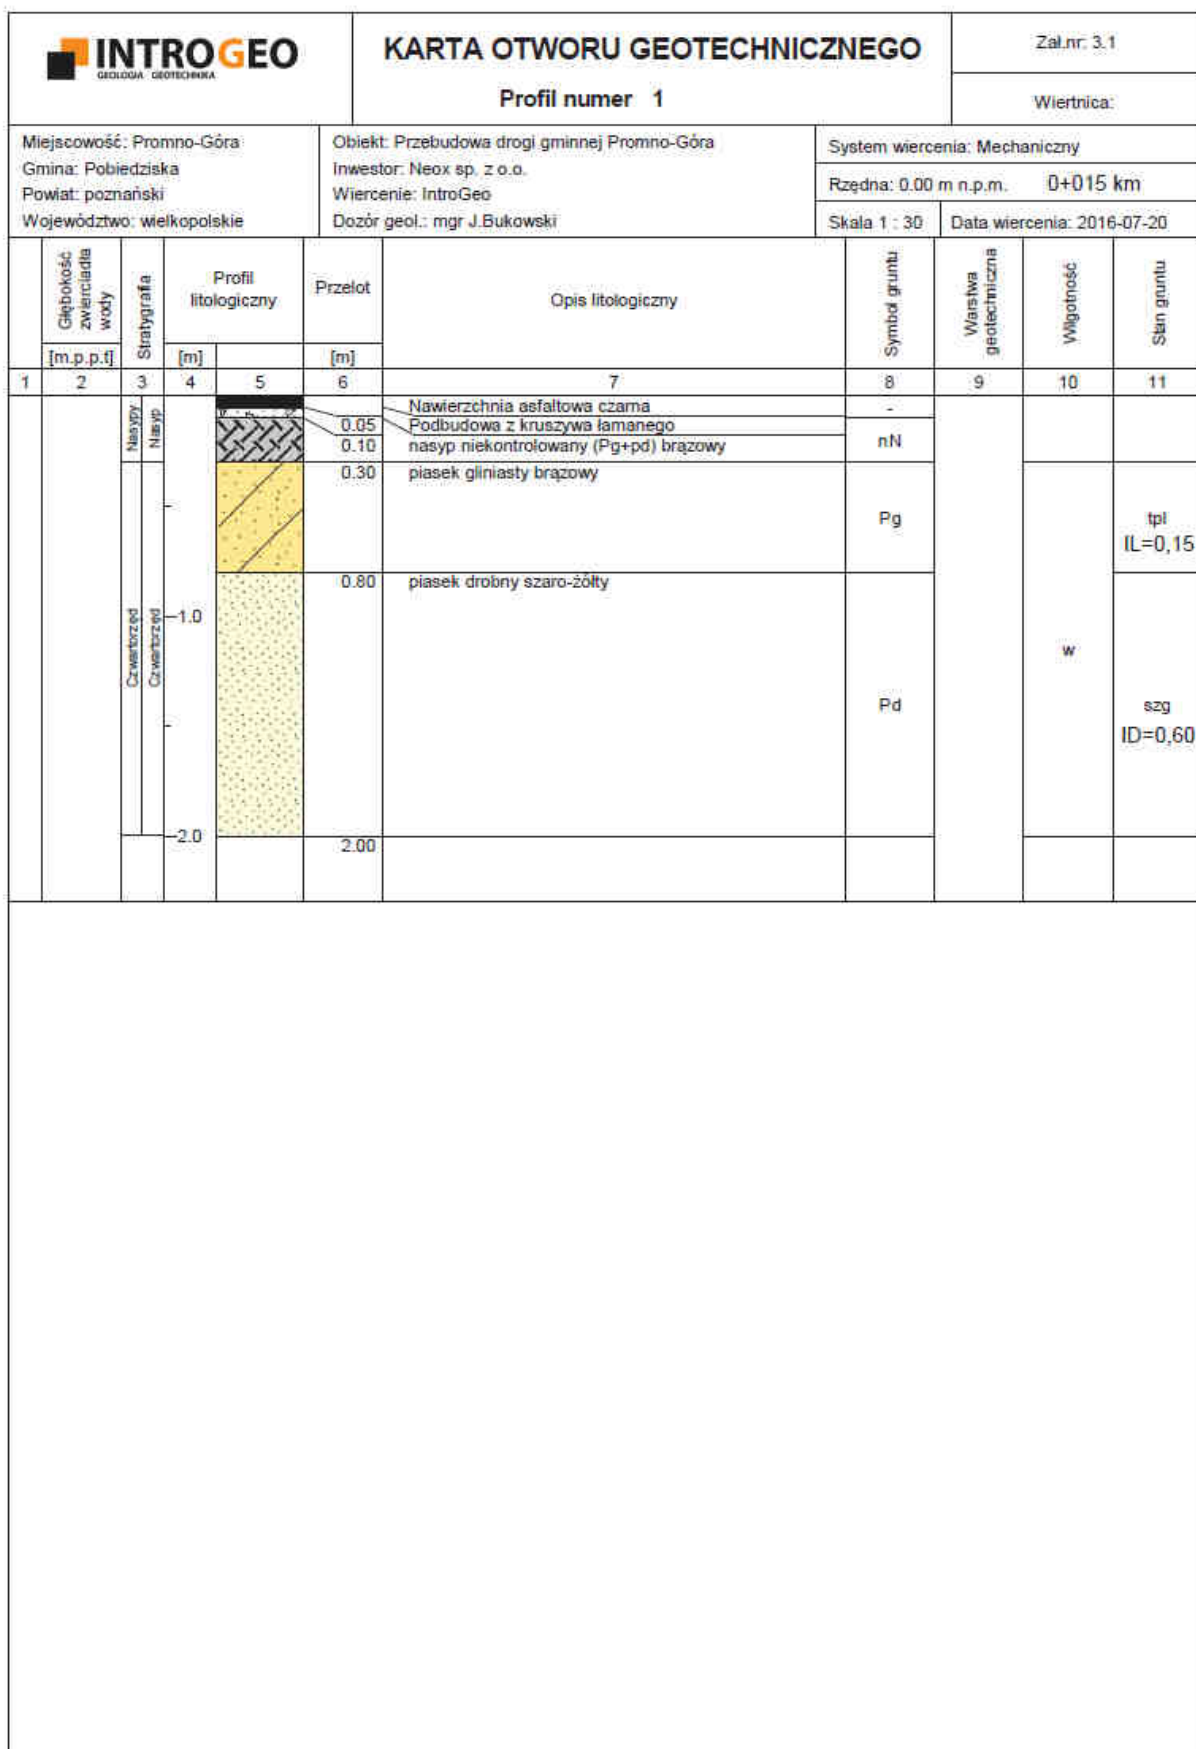 INTROGEO
GEOLOGIA GEOTECHNIKA
KARTA OTWORU GEOTECHNICZNEGO
Profil numer 1
Zał.nr: 3.1
Wiertnica:
Miejscowość: Promno-Góra
Gmina: Pobiedziska
Powiat: poznański
Województwo: wielkopolskie
Obiekt: Przebudowa drogi gminnej Promno-Góra
Inwestor: Neox sp. z o.o.
Wiercenie: IntroGeo
Dozór geol.: mgr J.Bukowski
System wiercenia: Mechaniczny
Rzędna: 0.00 m n.p.m. 0+015 km
Skala 1 : 30 Data wiercenia: 2016-07-20
Głębokość zwierciadła wody
[m.p.p.t]
Stratygrafia
Profil litologiczny
[m]
Przelot
[m]
Opis litologiczny
Symbol gruntu
Warstwa geotechniczna
Wilgotność
Stan gruntu
1 2 3 4 5 6 7 8 9 10 11
Nasypy
Nasyp
Nawierzchnia asfaltowa czarna
-
0.05 Podbudowa z kruszywa łamanego
0.10 nasyp niekontrolowany (Pg+pd) brązowy
nN
0.30 piasek gliniasty brązowy
Pg
tpl
IL=0,15
0.80 piasek drobny szaro-żółty
Czwartorzęd
Czwartorzęd
1.0
w
Pd
szg
ID=0,60
2.0
2.00